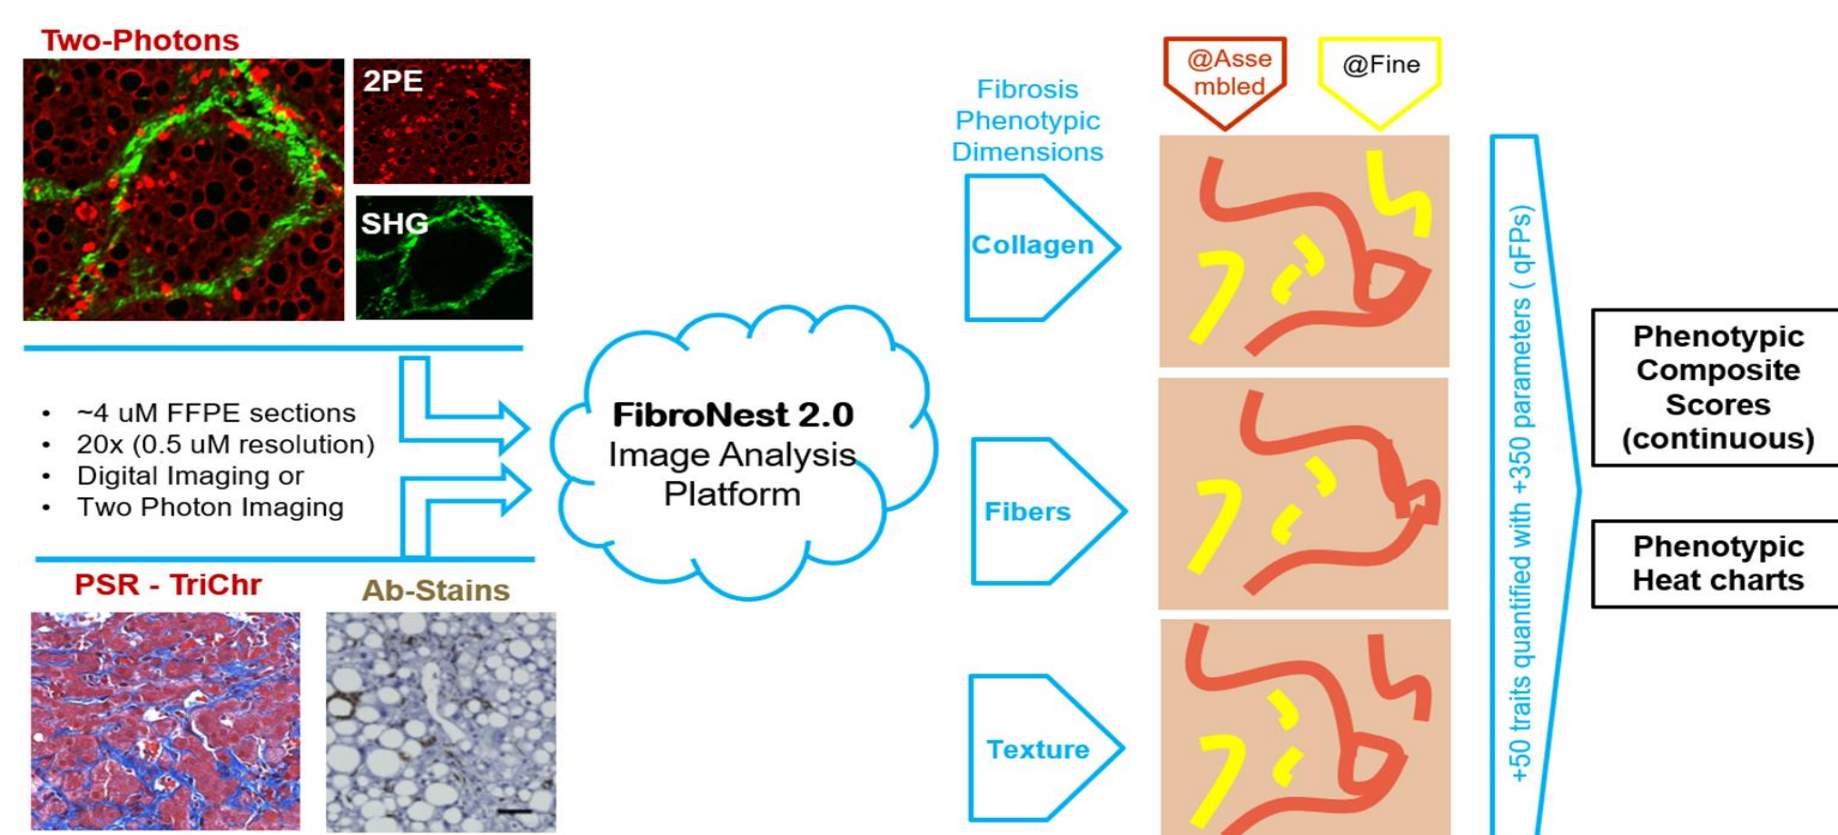 Two-Photons
2PE
SHG
• ~4 uM FFPE sections
• 20x (0.5 uM resolution)
• Digital Imaging or
• Two Photon Imaging
PSR - TriChr
Ab-Stains
FibroNest 2.0
Image Analysis
Platform
Fibrosis
Phenotypic
Dimensions
@Asse
mbled
@Fine
Collagen
Fibers
Texture
+50 traits quantified with +350 parameters ( qFPs)
Phenotypic
Composite
Scores
(continuous)
Phenotypic
Heat charts